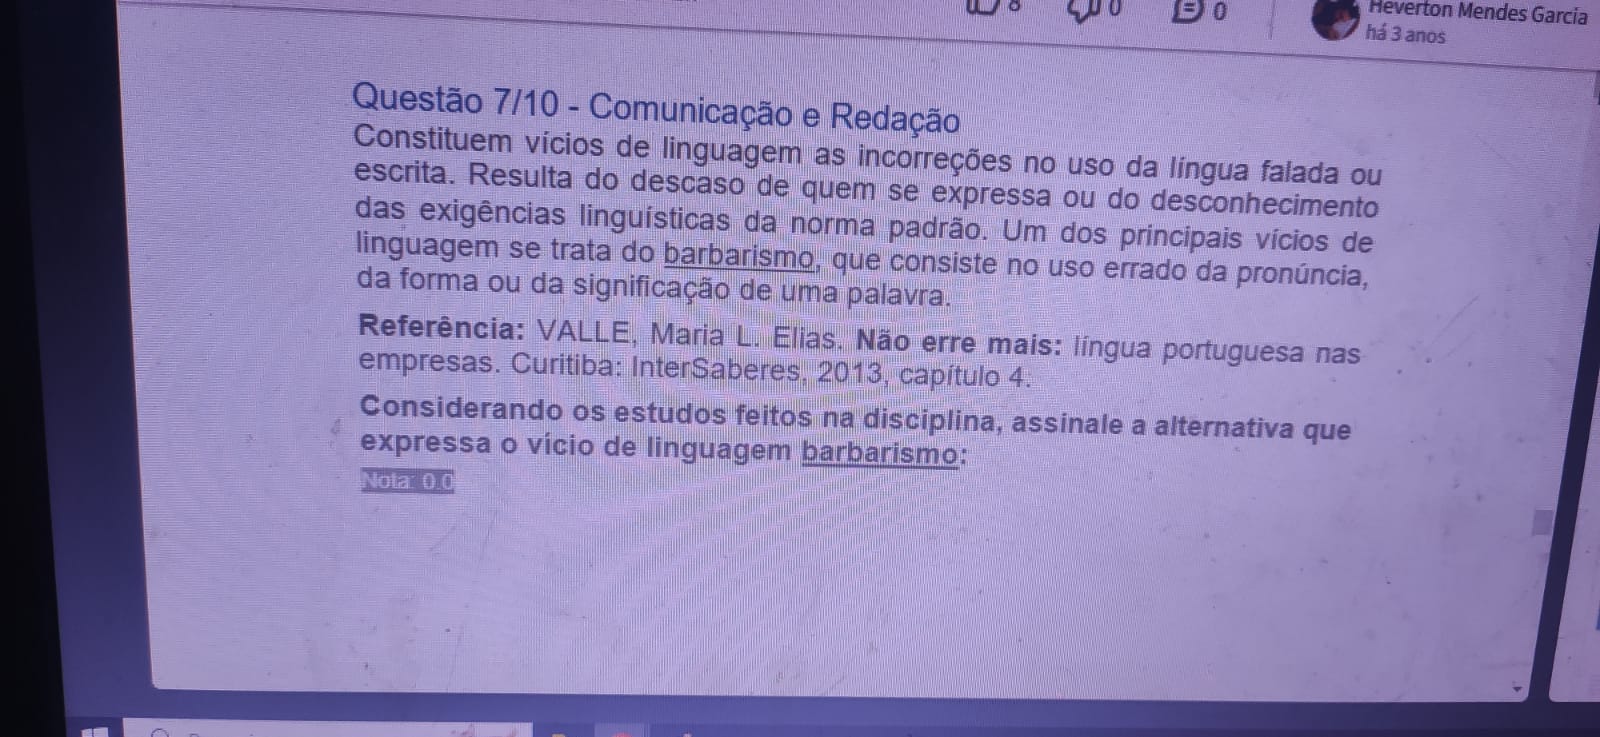 8 0 0 Heverton Mendes Garcia
há 3 anos
Questão 7/10 - Comunicação e Redação
Constituem vícios de linguagem as incorreções no uso da língua falada ou
escrita. Resulta do descaso de quem se expressa ou do desconhecimento
das exigências linguísticas da norma padrão. Um dos principais vícios de
linguagem se trata do barbarismo, que consiste no uso errado da pronúncia,
da forma ou da significação de uma palavra.
Referência: VALLE, Maria L. Elias. Não erre mais: língua portuguesa nas
empresas. Curitiba: InterSaberes, 2013, capítulo 4.
Considerando os estudos feitos na disciplina, assinale a alternativa que
expressa o vício de linguagem barbarismo:
Nota: 0.0